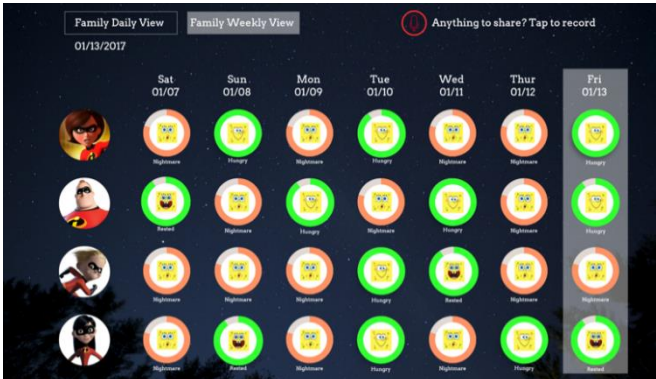 Family Daily View
Family Weekly View
Anything to share? Tap to record
01/13/2017
Sat Sun Mon Tue Wed Thur Fri
01/07 01/08 01/09 01/10 01/11 01/12 01/13
Nightmare Hungry Nightmare Hungry Nightmare Nightmare Hungry
Rested Nightmare Hungry Nightmare Hungry Nightmare Hungry
Nightmare Nightmare Nightmare Hungry Rested Nightmare Nightmare
Nightmare Rested Nightmare Hungry Nightmare Hungry Rested